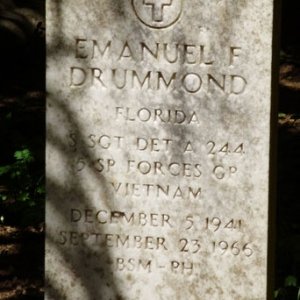 EMANUEL F
DRUMMOND
FLORIDA
S SGT DET A 244
5 SP FORCES GP
VIETNAM
DECEMBER 5 1941
SEPTEMBER 23 1966
BSM-PH